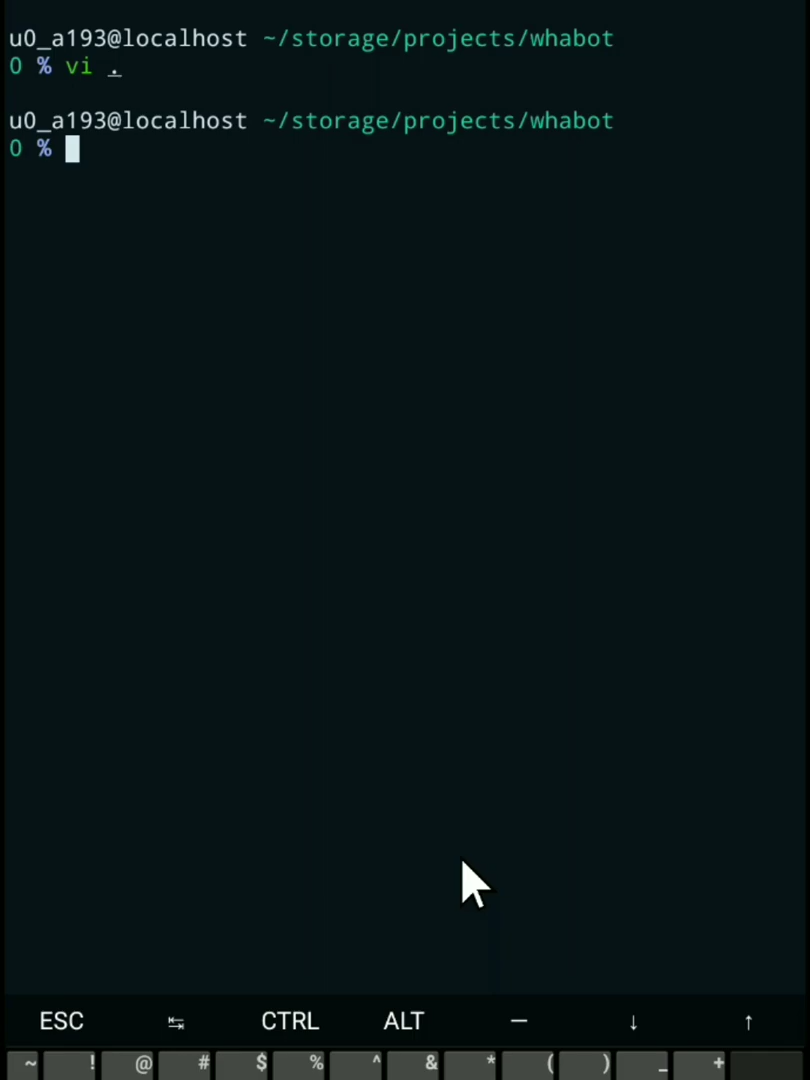 u0_a193@localhost ~/storage/projects/whabot
0 % vi .
u0_a193@localhost ~/storage/projects/whabot
0 %
ESC ↹ CTRL ALT — ↓ ↑
~ ! @ # $ % ^ & * ( ) _ +